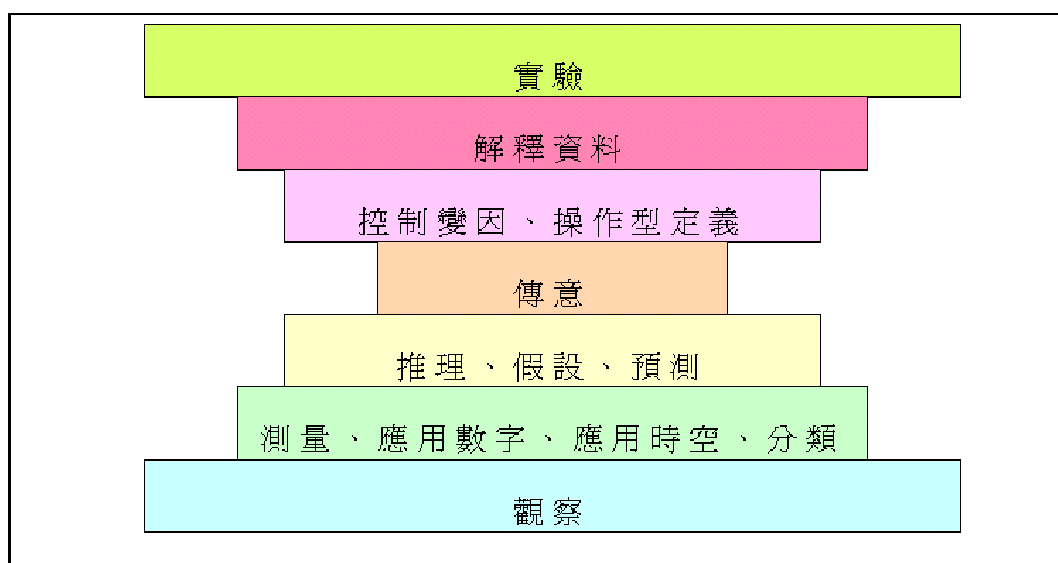 實驗
解釋資料
控制變因、操作型定義
傳意
推理、假設、預測
測量、應用數字、應用時空、分類
觀察